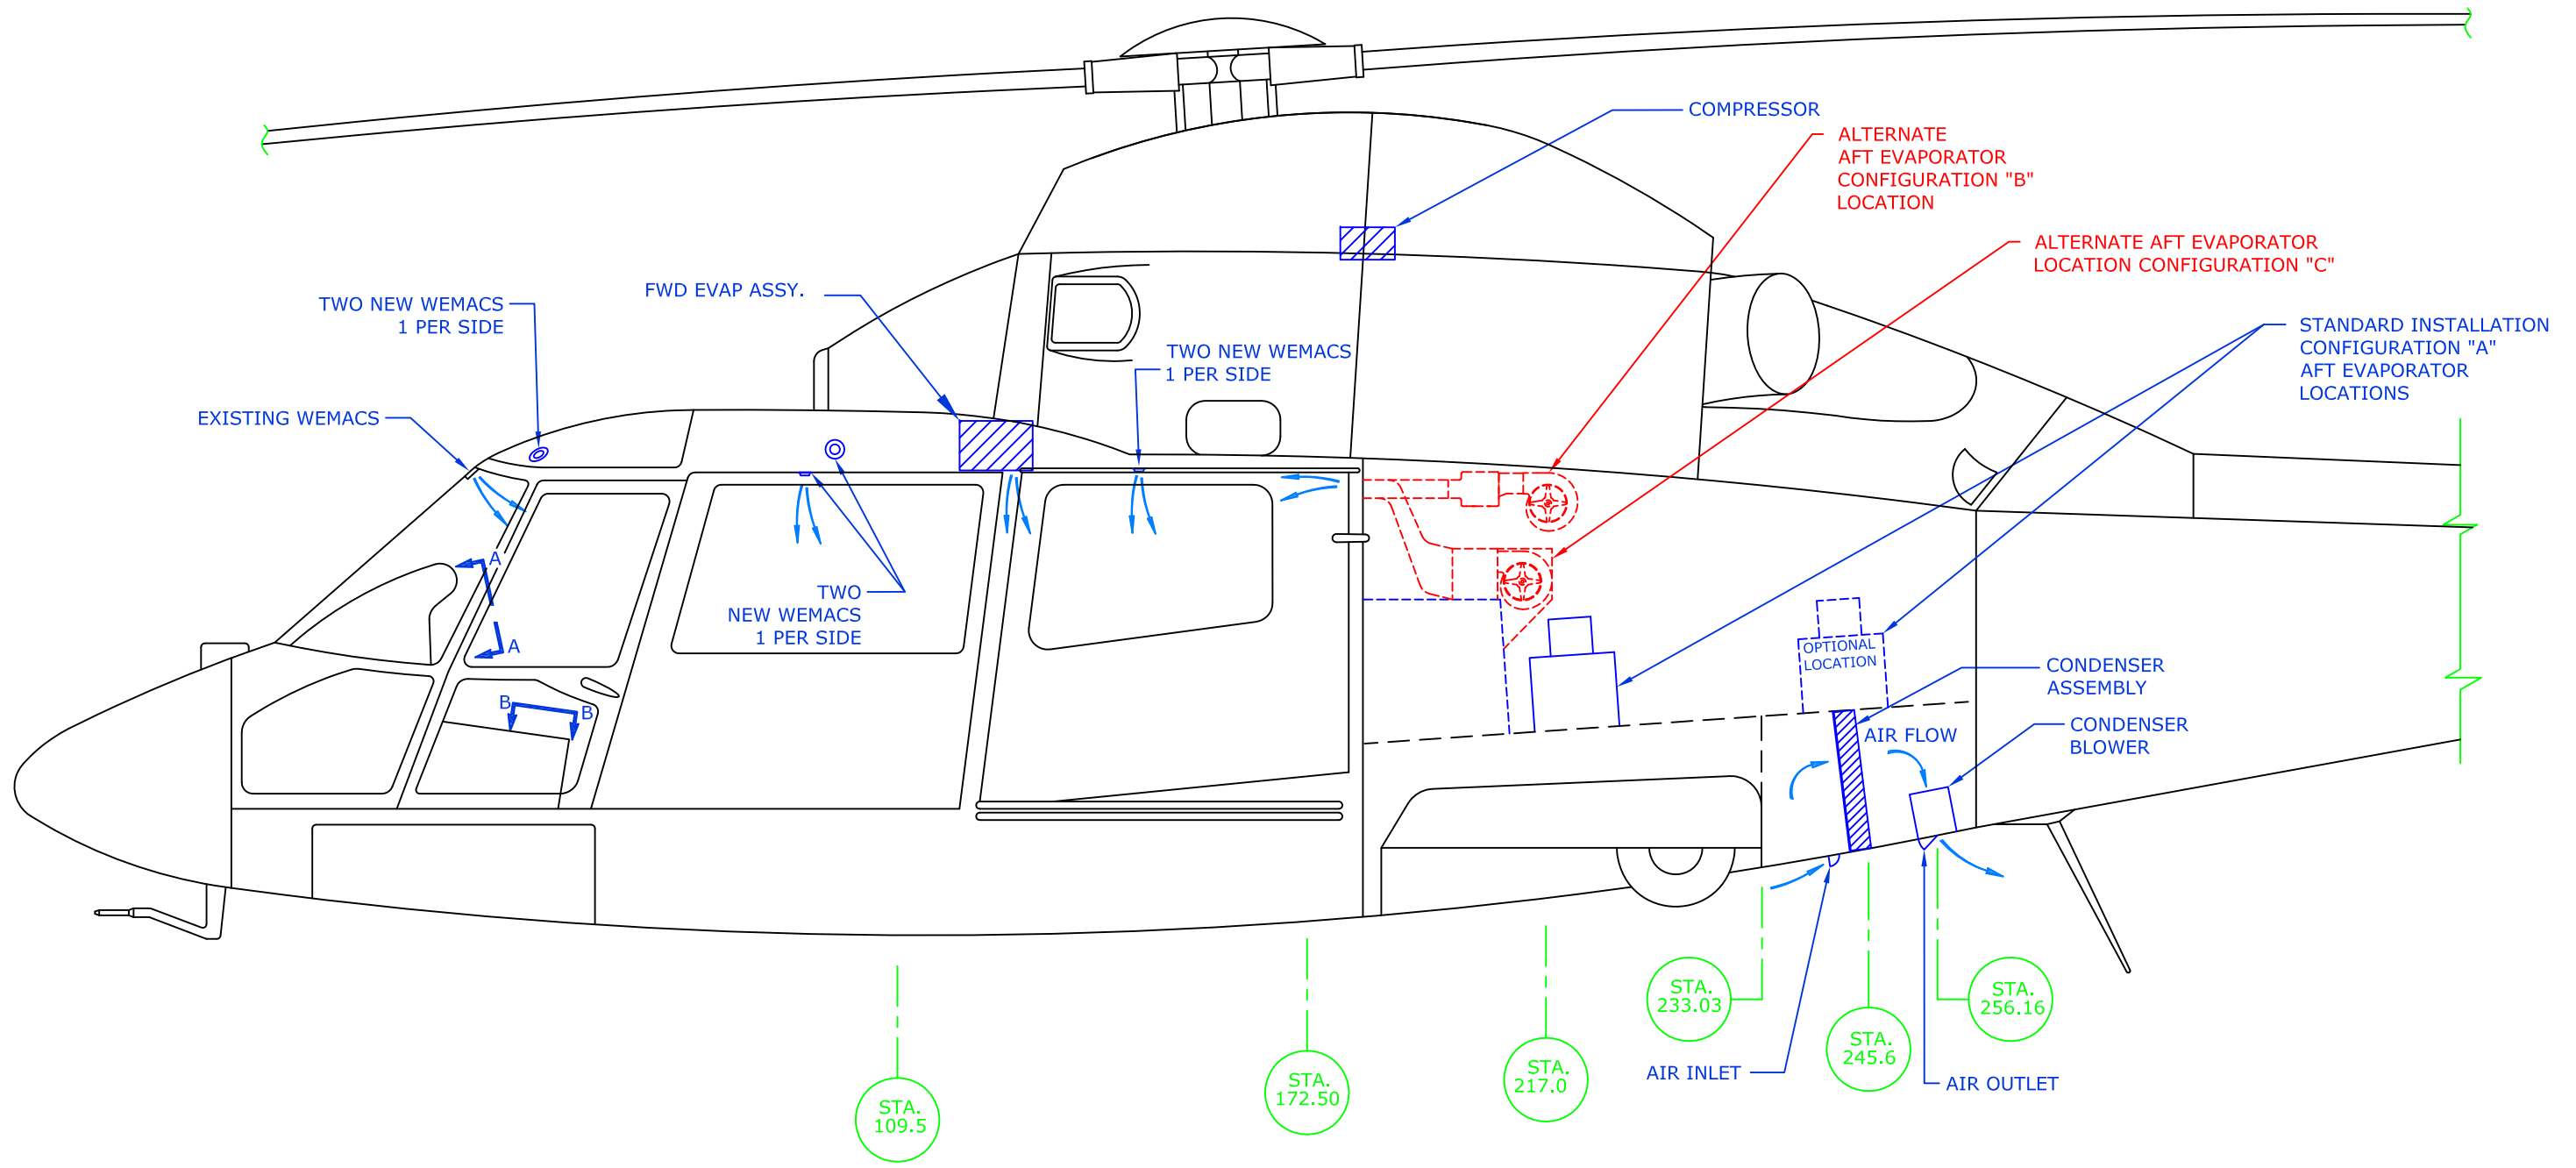 COMPRESSOR
ALTERNATE
AFT EVAPORATOR
CONFIGURATION "B"
LOCATION
ALTERNATE AFT EVAPORATOR
LOCATION CONFIGURATION "C"
FWD EVAP ASSY.
TWO NEW WEMACS
1 PER SIDE
STANDARD INSTALLATION
CONFIGURATION "A"
AFT EVAPORATOR
LOCATIONS
TWO NEW WEMACS
1 PER SIDE
EXISTING WEMACS
A
A
TWO
NEW WEMACS
1 PER SIDE
OPTIONAL
LOCATION
CONDENSER
ASSEMBLY
B
B
AIR FLOW
CONDENSER
BLOWER
STA.
233.03
STA.
256.16
STA.
245.6
AIR INLET
AIR OUTLET
STA.
217.0
STA.
172.50
STA.
109.5